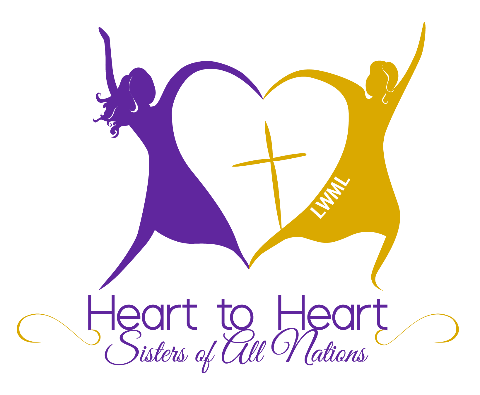 LWML
Heart to Heart
Sisters of All Nations